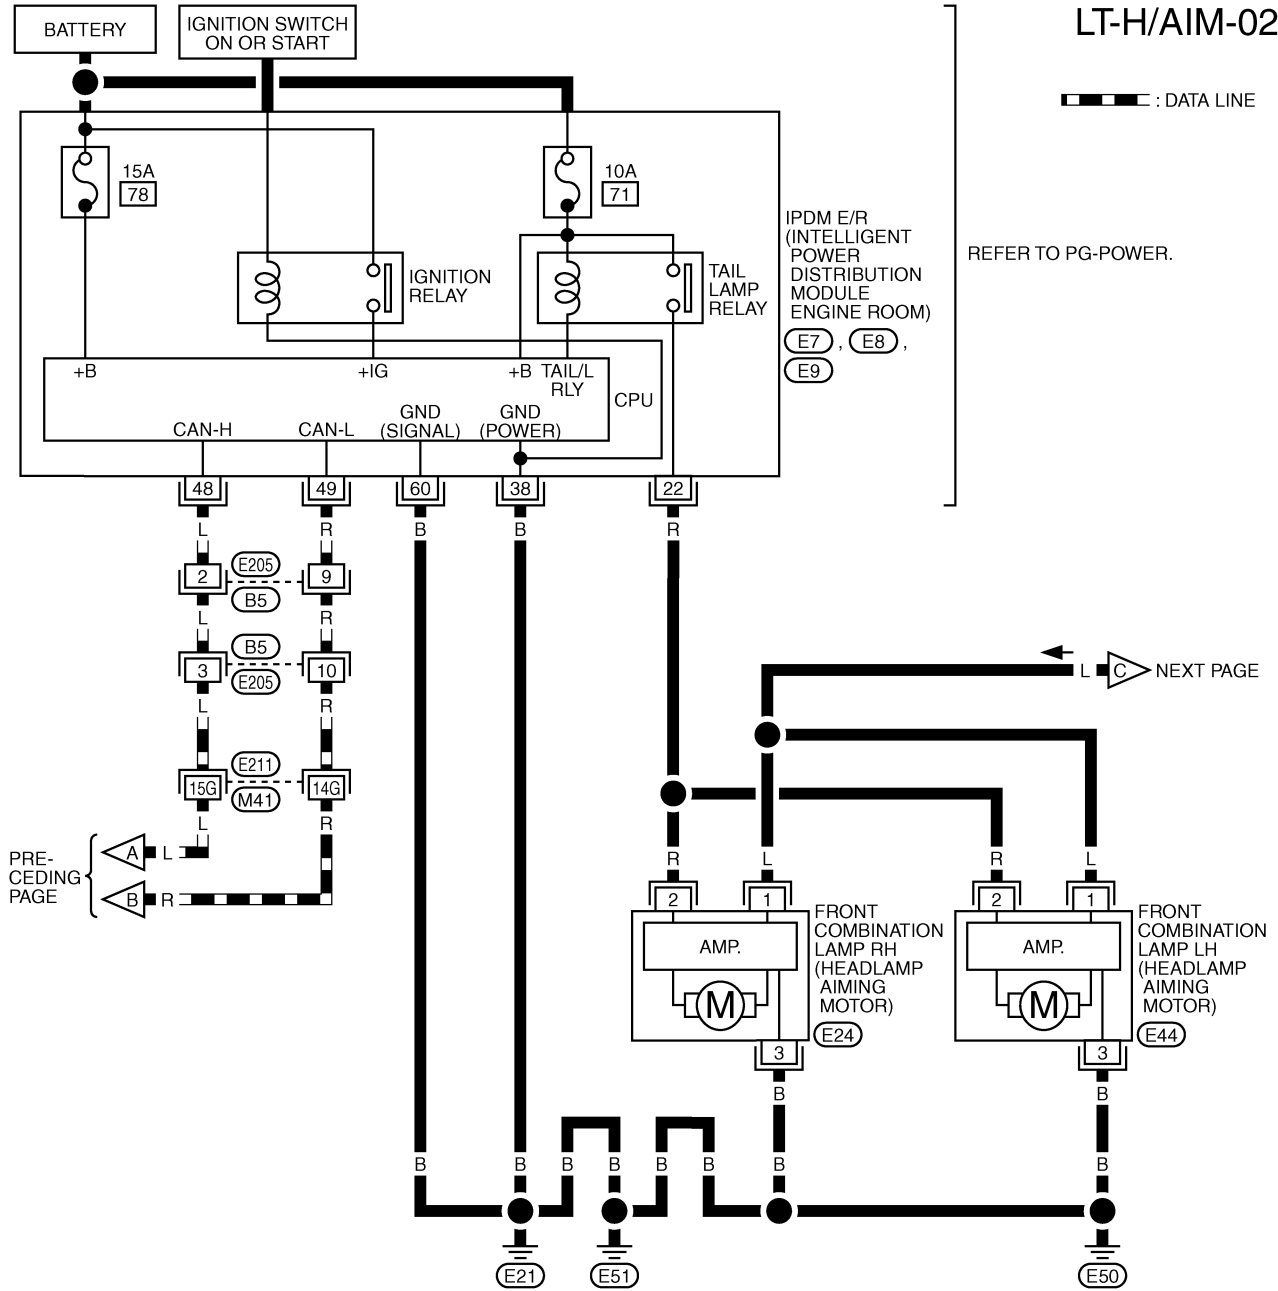 LT-H/AIM-02
BATTERY
IGNITION SWITCH
ON OR START
: DATA LINE
15A
78
10A
71
IGNITION
RELAY
TAIL
LAMP
RELAY
IPDM E/R
(INTELLIGENT
POWER
DISTRIBUTION
MODULE
ENGINE ROOM)
E7 , E8 ,
E9
REFER TO PG-POWER.
+B
+IG
+B
TAIL/L
RLY
CPU
CAN-H
CAN-L
GND
(SIGNAL)
GND
(POWER)
48
49
60
38
22
L
R
B
B
R
2
E205
B5
9
L
R
3
B5
E205
10
L
R
15G
E211
M41
14G
L
R
PRE-
CEDING
PAGE
A
L
B
R
L
C
NEXT PAGE
R
L
R
L
2
1
2
1
AMP.
M
AMP.
M
FRONT
COMBINATION
LAMP RH
(HEADLAMP
AIMING
MOTOR)
E24
FRONT
COMBINATION
LAMP LH
(HEADLAMP
AIMING
MOTOR)
E44
3
3
B
B
B
B
B
B
B
B
B
B
E21
E51
E50